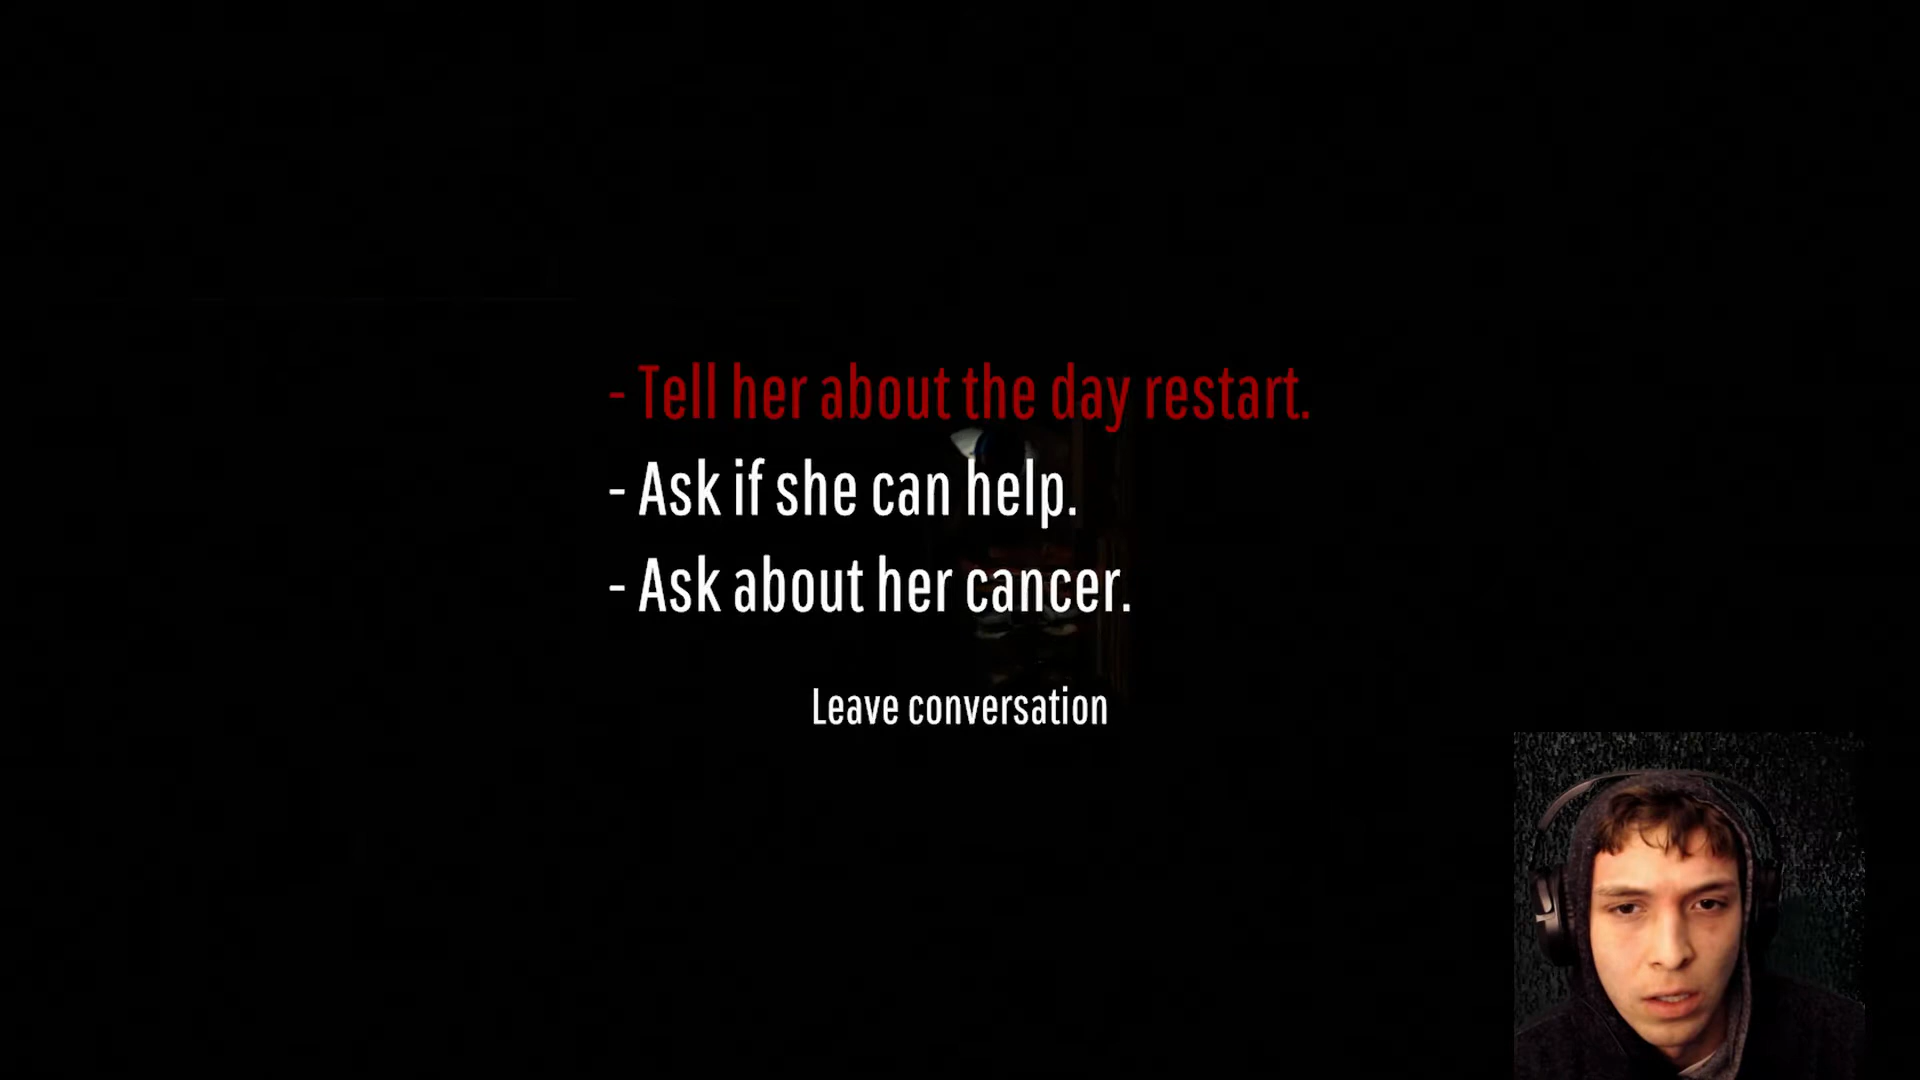 - Tell her about the day restart.
- Ask if she can help.
- Ask about her cancer.
Leave conversation